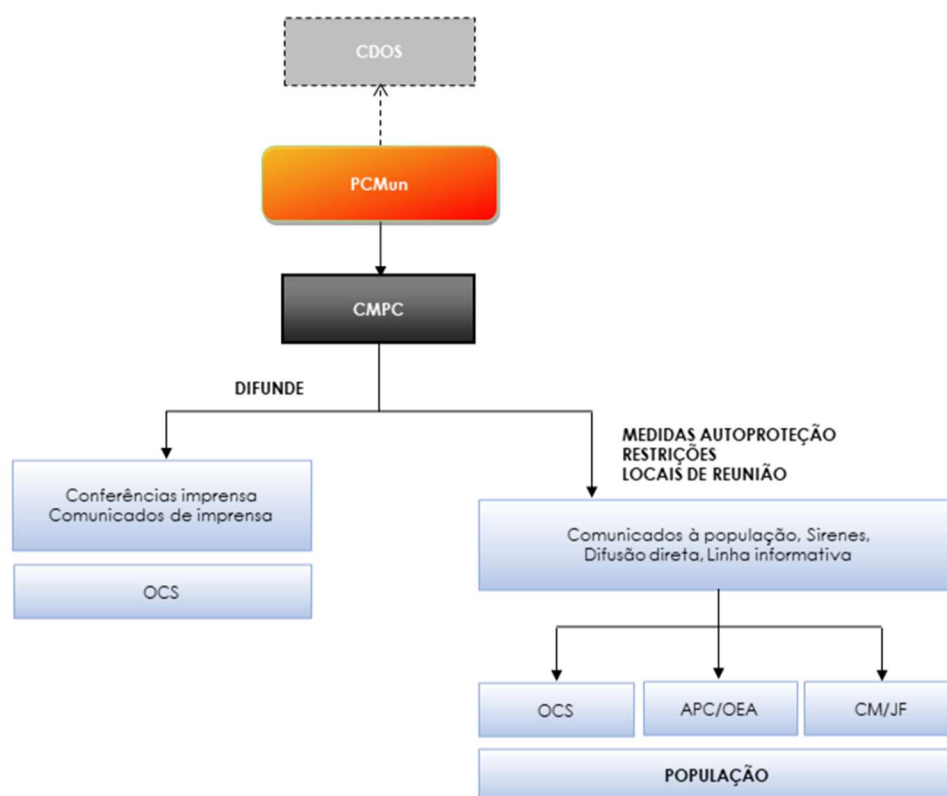 CDOS
PCMun
CMPC
DIFUNDE
MEDIDAS AUTOPROTEÇÃO
RESTRIÇÕES
LOCAIS DE REUNIÃO
Conferências imprensa
Comunicados de imprensa
OCS
Comunicados à população, Sirenes,
Difusão direta, Linha informativa
OCS
APC/OEA
CM/JF
POPULAÇÃO